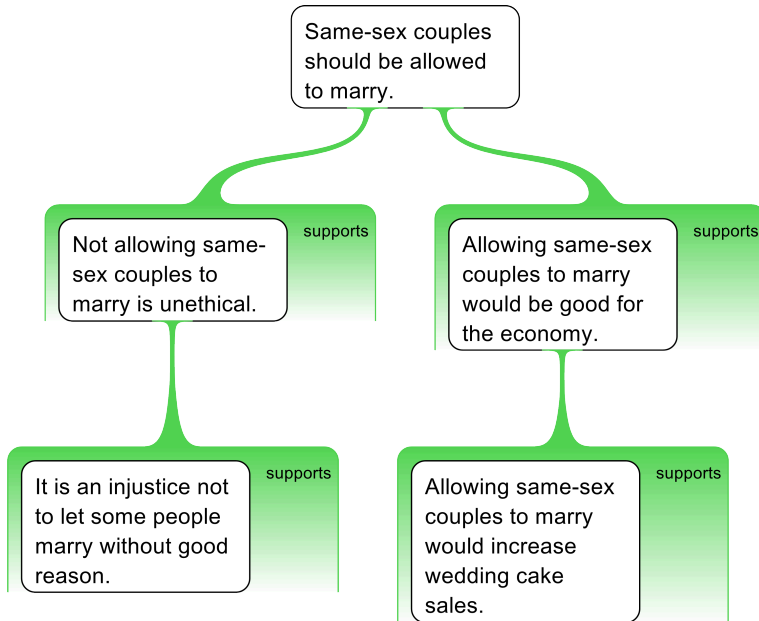 Same-sex couples
should be allowed
to marry.
supports
Not allowing same-
sex couples to
marry is unethical.
supports
Allowing same-sex
couples to marry
would be good for
the economy.
supports
It is an injustice not
to let some people
marry without good
reason.
supports
Allowing same-sex
couples to marry
would increase
wedding cake
sales.